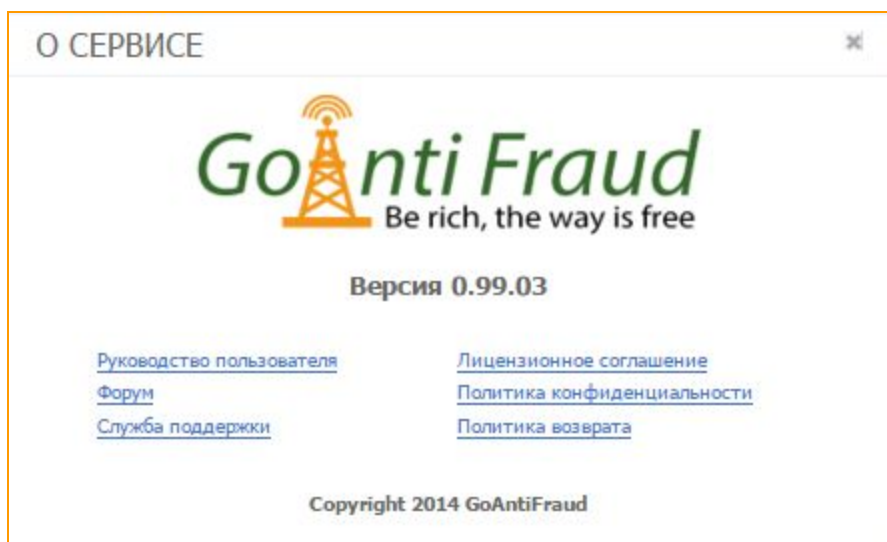 О СЕРВИСЕ
GoAnti Fraud
Be rich, the way is free
Версия 0.99.03
Руководство пользователя
Форум
Служба поддержки
Лицензионное соглашение
Политика конфиденциальности
Политика возврата
Copyright 2014 GoAntiFraud